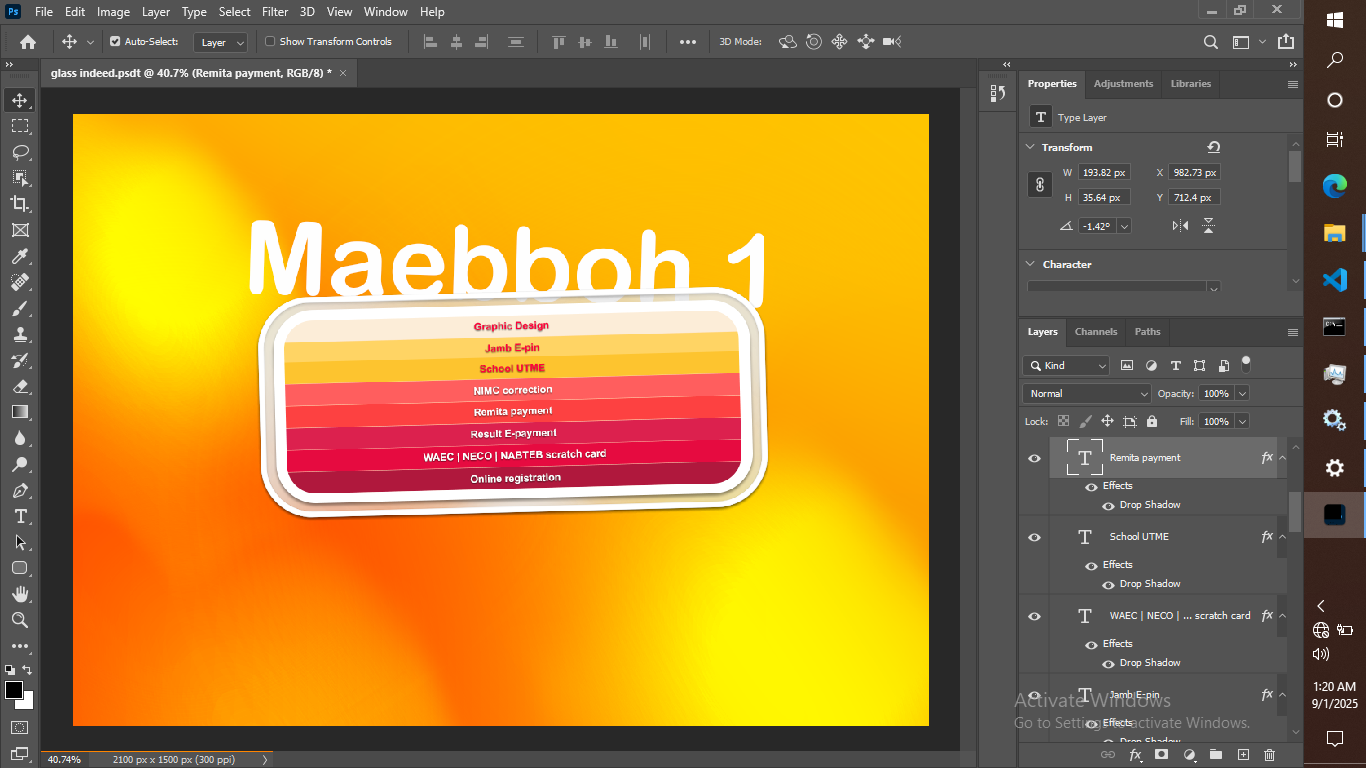 Ps File Edit Image Layer Type Select Filter 3D View Window Help
Auto-Select: Layer Show Transform Controls 3D Mode:
glass indeed.psdt @ 40.7% (Remita payment, RGB/8) * ×
Maebboh 1
Graphic Design
Jamb E-pin
School UTME
NIMC correction
Remita payment
Result E-payment
WAEC | NECO | NABTEB scratch card
Online registration
40.74% 2100 px x 1500 px (300 ppi)
Properties Adjustments Libraries
T Type Layer
Transform
W 193.82 px X 982.73 px
H 35.64 px Y 712.4 px
-1.42°
Character
Layers Channels Paths
Kind
Normal Opacity: 100%
Lock: Fill: 100%
T Remita payment fx
Effects
Drop Shadow
T School UTME fx
Effects
Drop Shadow
T WAEC | NECO | ... scratch card fx
Effects
Drop Shadow
T Jamb E-pin fx
Effects
Drop Shadow
Activate Windows
Go to Settings to activate Windows.
1:20 AM
9/1/2025